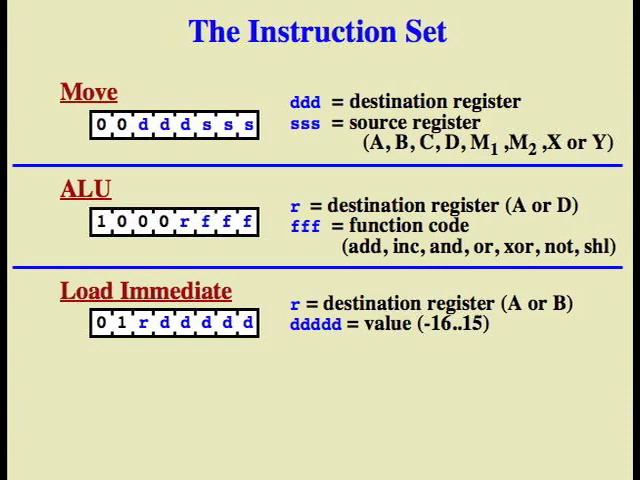 The Instruction Set
Move
0 0 d d d s s s
ddd = destination register
sss = source register
(A, B, C, D, M1 ,M2 ,X or Y)
ALU
1 0 0 0 r f f f
r = destination register (A or D)
fff = function code
(add, inc, and, or, xor, not, shl)
Load Immediate
0 1 r d d d d d
r = destination register (A or B)
ddddd = value (-16..15)